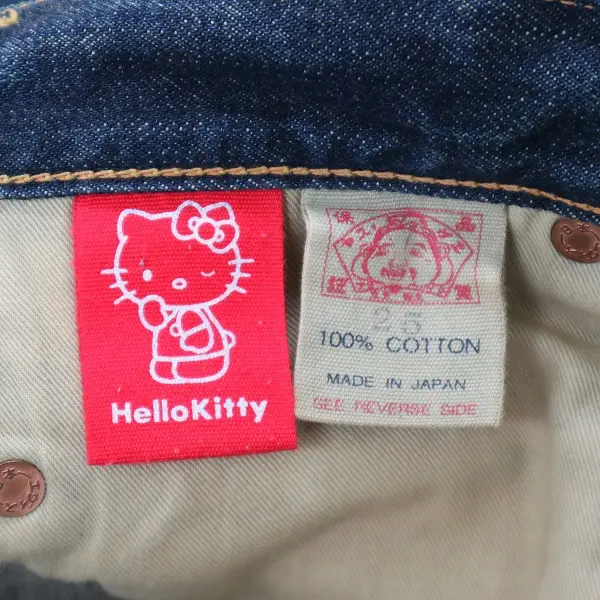 HelloKitty
25
100% COTTON
MADE IN JAPAN
SEE REVERSE SIDE